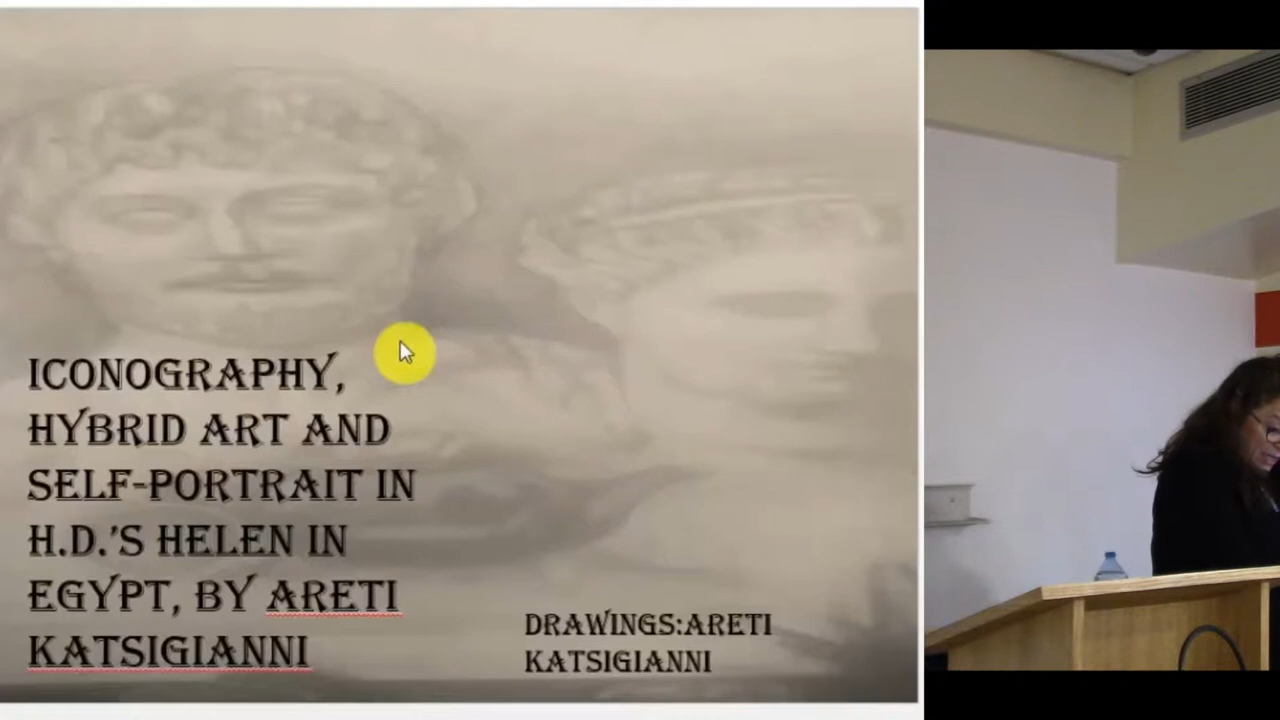 ICONOGRAPHY,
HYBRID ART AND
SELF-PORTRAIT IN
H.D.'S HELEN IN
EGYPT, BY ARETI
KATSIGIANNI
DRAWINGS:ARETI
KATSIGIANNI